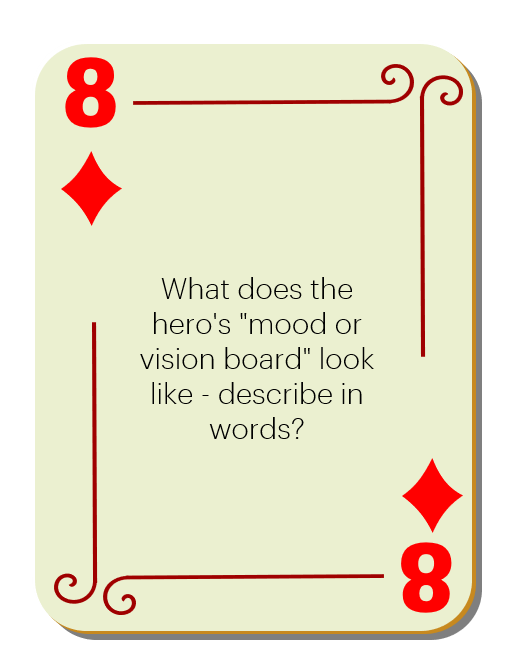 8
What does the
hero's "mood or
vision board" look
like - describe in
words?
8